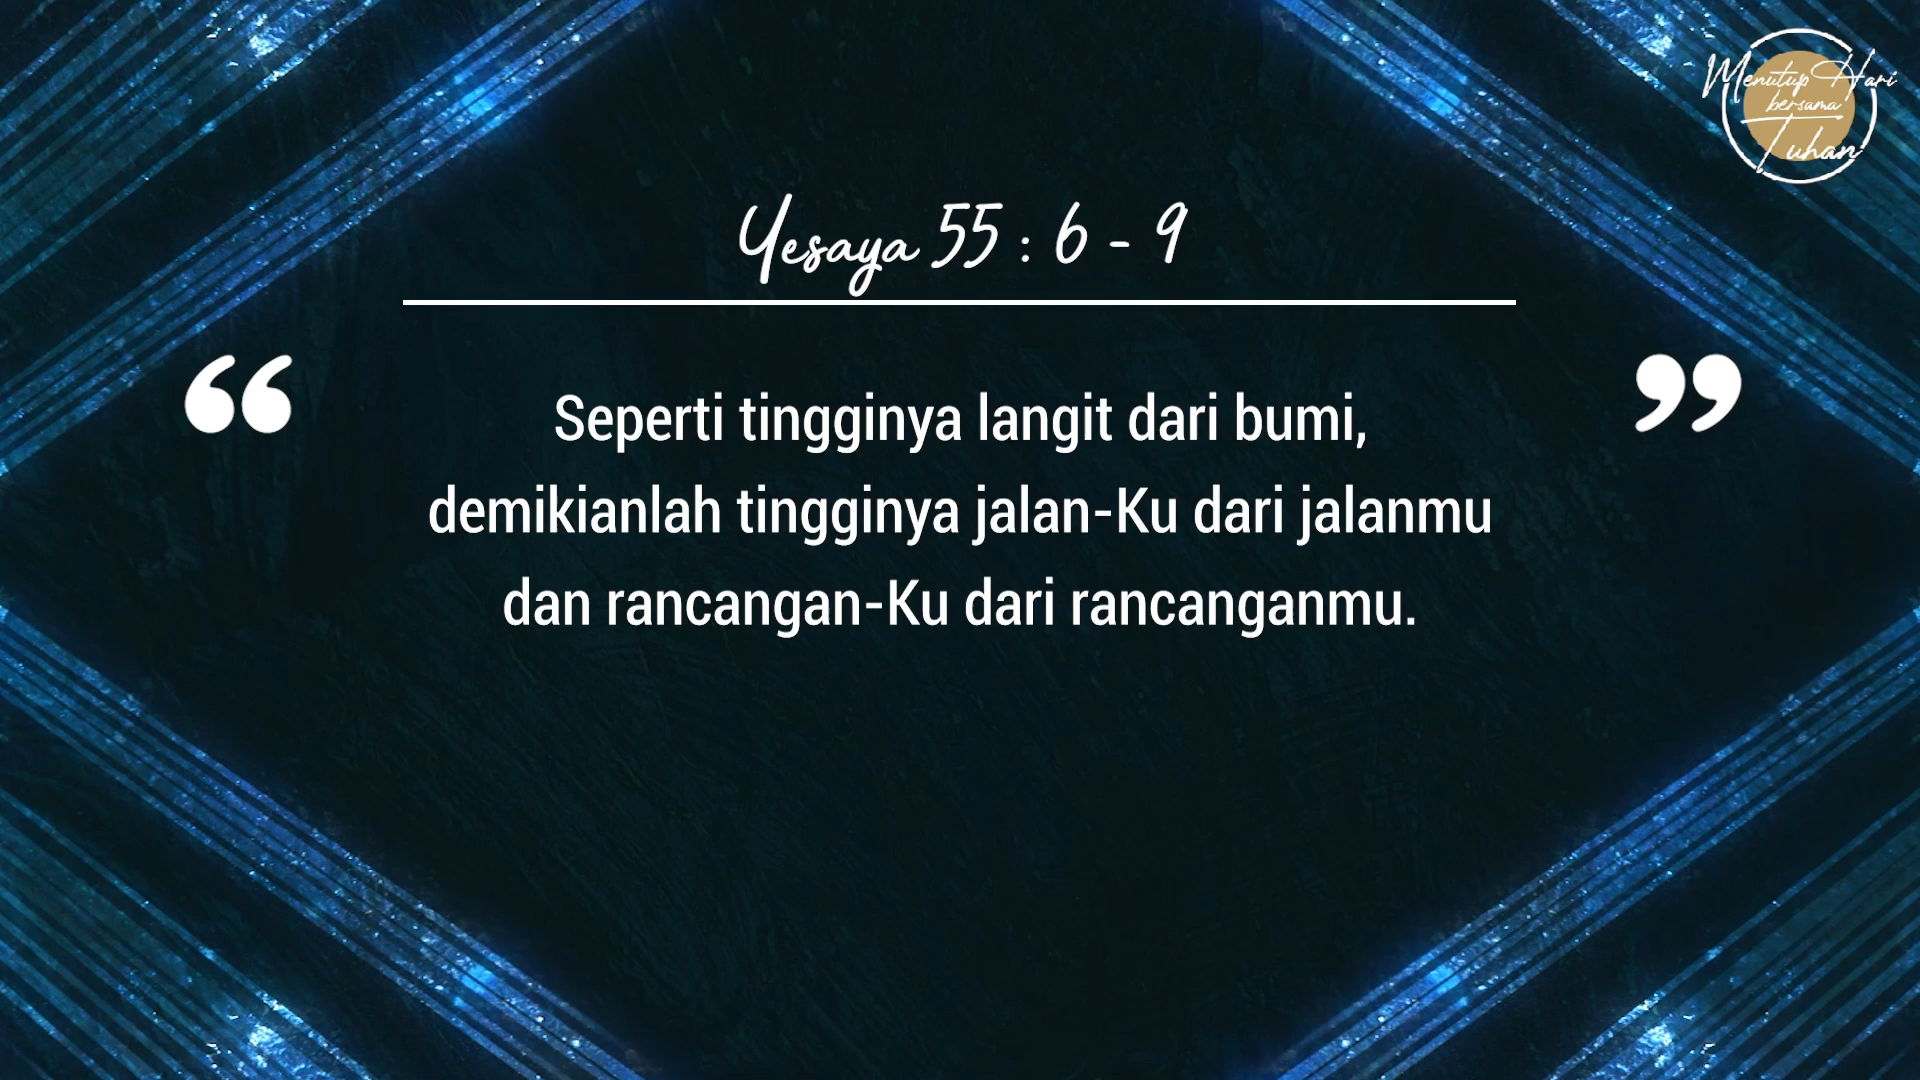 Menutup Hari
bersama
Tuhan
Yesaya 55 : 6 - 9
“ ”
Seperti tingginya langit dari bumi,
demikianlah tingginya jalan-Ku dari jalanmu
dan rancangan-Ku dari rancanganmu.